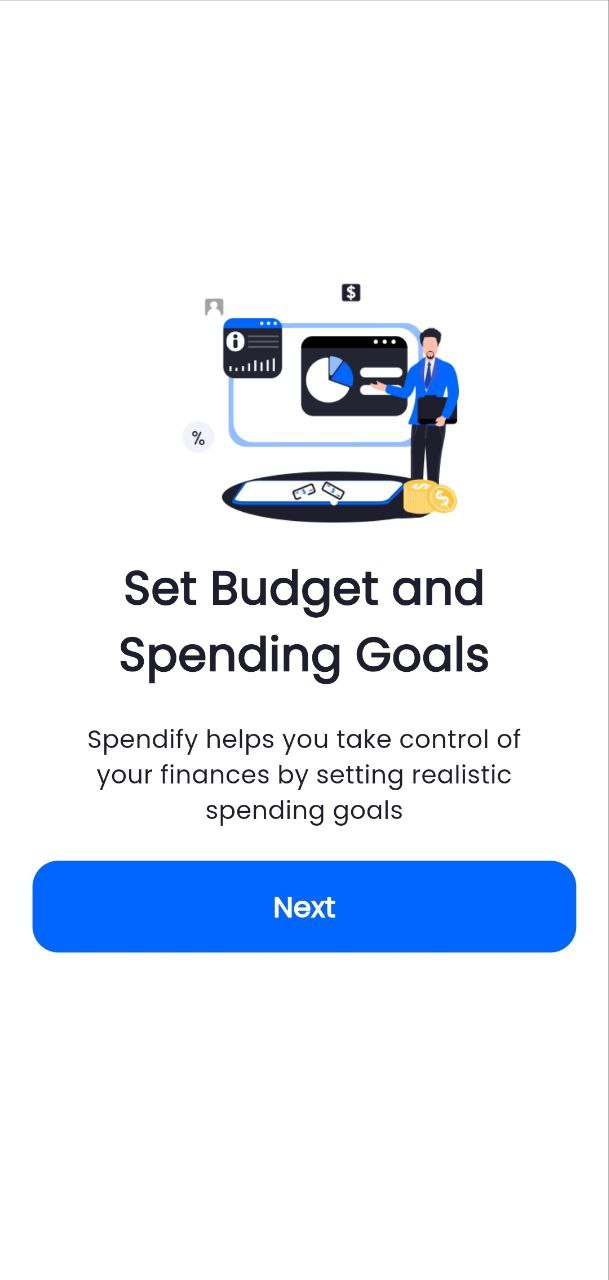 $
%
Set Budget and
Spending Goals
Spendify helps you take control of
your finances by setting realistic
spending goals
Next